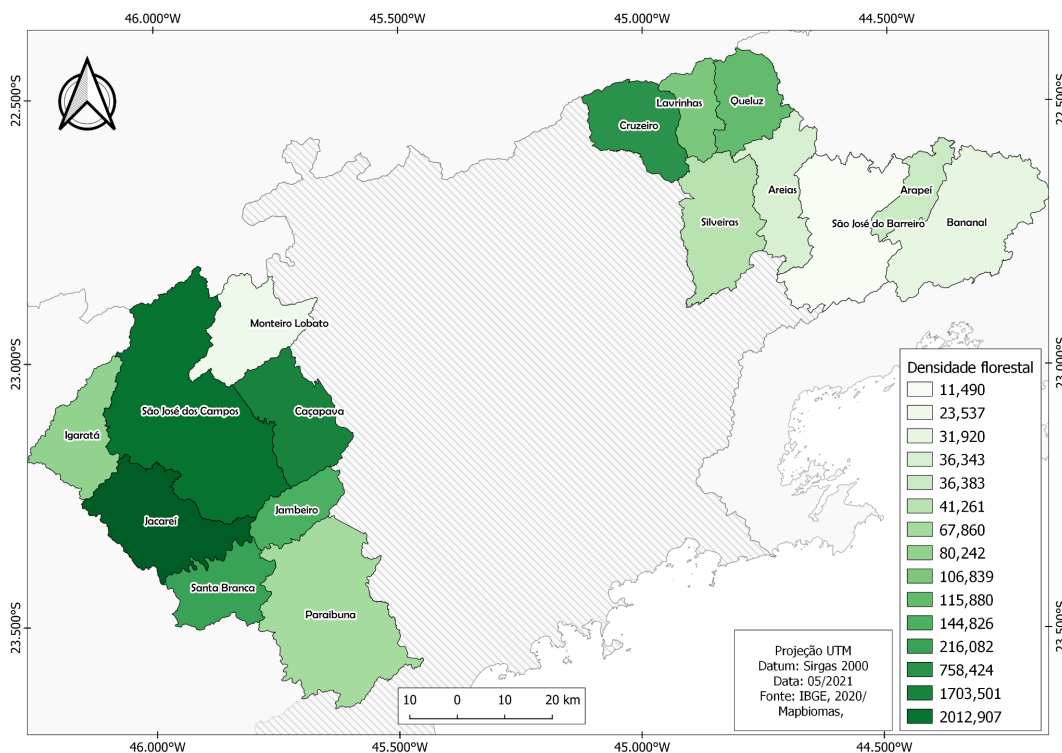 46.000°W 45.500°W 45.000°W 44.500°W
22.500°S
22.500°S
Lavrinhas
Queluz
Cruzeiro
Areias
Arapeí
Silveiras
São José do Barreiro
Bananal
Monteiro Lobato
23.000°S
23.000°S
São José dos Campos
Caçapava
Igaratá
Jacareí
Jambeiro
Santa Branca
Paraibuna
23.500°S
23.500°S
Densidade florestal
11,490
23,537
31,920
36,343
36,383
41,261
67,860
80,242
106,839
115,880
144,826
216,082
758,424
1703,501
2012,907
Projeção UTM
Datum: Sirgas 2000
Data: 05/2021
Fonte: IBGE, 2020/
Mapbiomas,
10 0 10 20 km
46.000°W 45.500°W 45.000°W 44.500°W